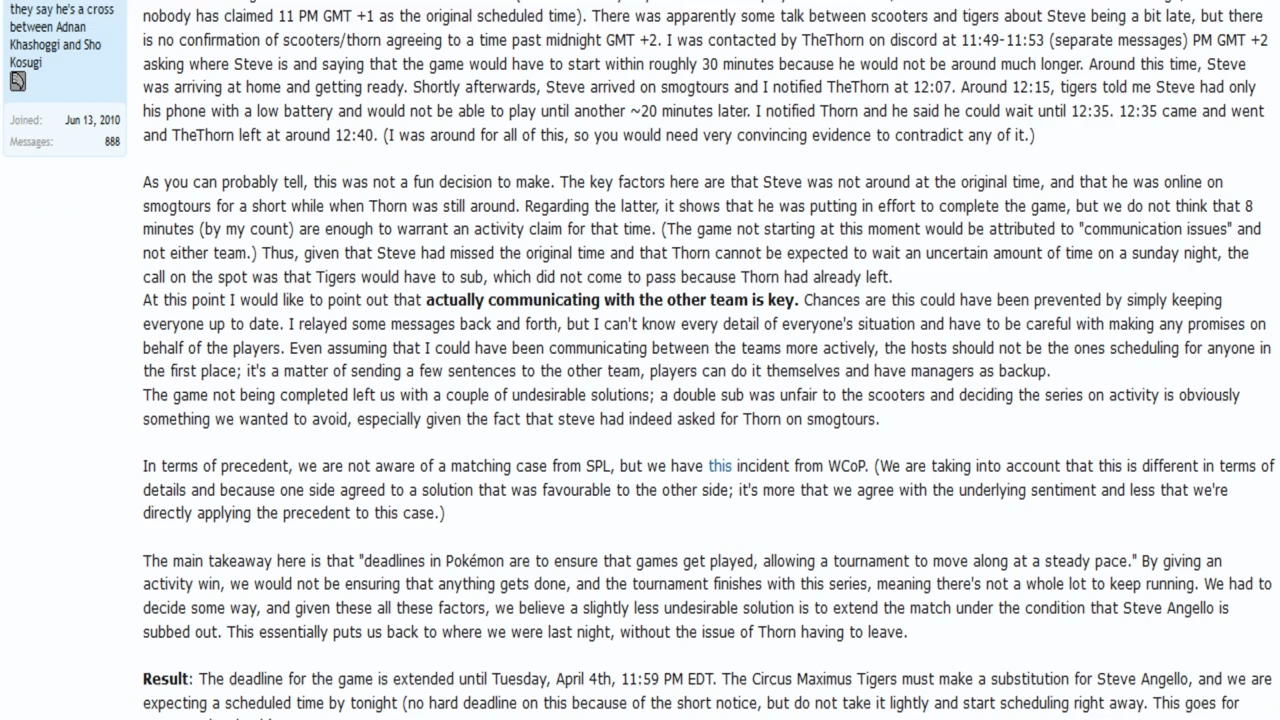 they say he's a cross
between Adnan
Khashoggi and Sho
Kosugi
Joined: Jun 13, 2010
Messages: 888
nobody has claimed 11 PM GMT +1 as the original scheduled time). There was apparently some talk between scooters and tigers about Steve being a bit late, but there
is no confirmation of scooters/thorn agreeing to a time past midnight GMT +2. I was contacted by TheThorn on discord at 11:49-11:53 (separate messages) PM GMT +2
asking where Steve is and saying that the game would have to start within roughly 30 minutes because he would not be around much longer. Around this time, Steve
was arriving at home and getting ready. Shortly afterwards, Steve arrived on smogtours and I notified TheThorn at 12:07. Around 12:15, tigers told me Steve had only
his phone with a low battery and would not be able to play until another ~20 minutes later. I notified Thorn and he said he could wait until 12:35. 12:35 came and went
and TheThorn left at around 12:40. (I was around for all of this, so you would need very convincing evidence to contradict any of it.)
As you can probably tell, this was not a fun decision to make. The key factors here are that Steve was not around at the original time, and that he was online on
smogtours for a short while when Thorn was still around. Regarding the latter, it shows that he was putting in effort to complete the game, but we do not think that 8
minutes (by my count) are enough to warrant an activity claim for that time. (The game not starting at this moment would be attributed to "communication issues" and
not either team.) Thus, given that Steve had missed the original time and that Thorn cannot be expected to wait an uncertain amount of time on a sunday night, the
call on the spot was that Tigers would have to sub, which did not come to pass because Thorn had already left.
At this point I would like to point out that actually communicating with the other team is key. Chances are this could have been prevented by simply keeping
everyone up to date. I relayed some messages back and forth, but I can't know every detail of everyone's situation and have to be careful with making any promises on
behalf of the players. Even assuming that I could have been communicating between the teams more actively, the hosts should not be the ones scheduling for anyone in
the first place; it's a matter of sending a few sentences to the other team, players can do it themselves and have managers as backup.
The game not being completed left us with a couple of undesirable solutions; a double sub was unfair to the scooters and deciding the series on activity is obviously
something we wanted to avoid, especially given the fact that steve had indeed asked for Thorn on smogtours.
In terms of precedent, we are not aware of a matching case from SPL, but we have this incident from WCoP. (We are taking into account that this is different in terms of
details and because one side agreed to a solution that was favourable to the other side; it's more that we agree with the underlying sentiment and less that we're
directly applying the precedent to this case.)
The main takeaway here is that "deadlines in Pokémon are to ensure that games get played, allowing a tournament to move along at a steady pace." By giving an
activity win, we would not be ensuring that anything gets done, and the tournament finishes with this series, meaning there's not a whole lot to keep running. We had to
decide some way, and given these all these factors, we believe a slightly less undesirable solution is to extend the match under the condition that Steve Angello is
subbed out. This essentially puts us back to where we were last night, without the issue of Thorn having to leave.
Result: The deadline for the game is extended until Tuesday, April 4th, 11:59 PM EDT. The Circus Maximus Tigers must make a substitution for Steve Angello, and we are
expecting a scheduled time by tonight (no hard deadline on this because of the short notice, but do not take it lightly and start scheduling right away. This goes for